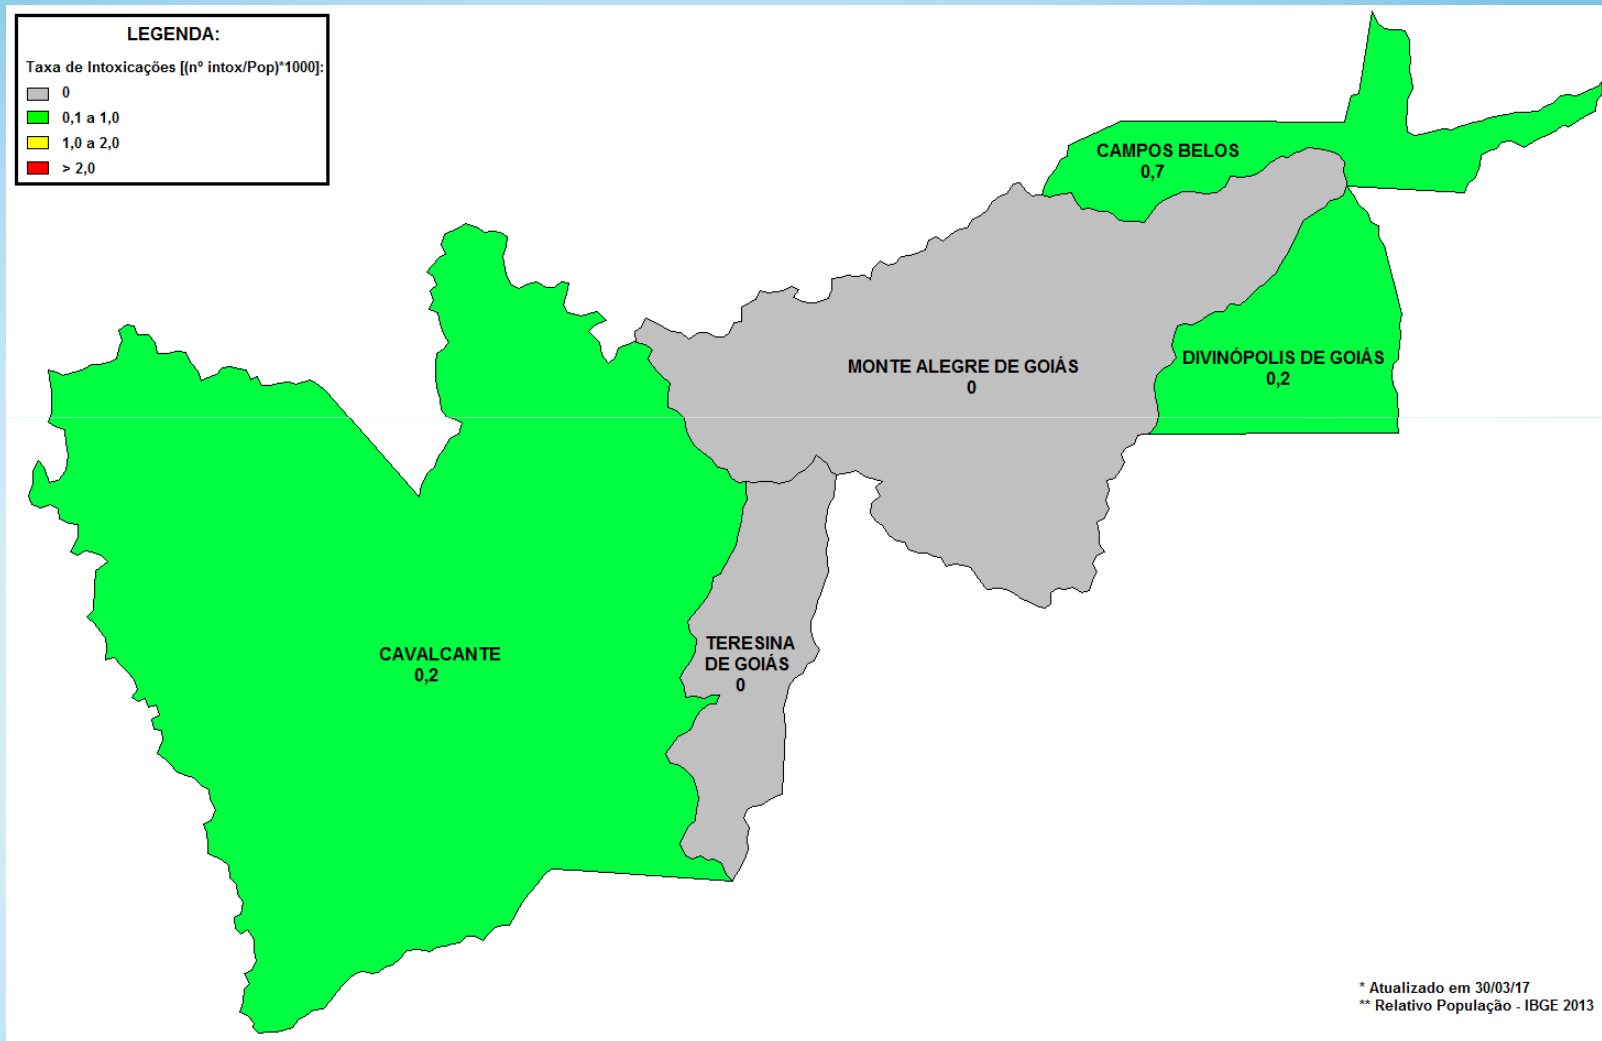 LEGENDA:
Taxa de Intoxicações [(nº intox/Pop)*1000]:
0
0,1 a 1,0
1,0 a 2,0
> 2,0
CAMPOS BELOS
0,7
MONTE ALEGRE DE GOIÁS
0
DIVINÓPOLIS DE GOIÁS
0,2
CAVALCANTE
0,2
TERESINA
DE GOIÁS
0
* Atualizado em 30/03/17
** Relativo População - IBGE 2013